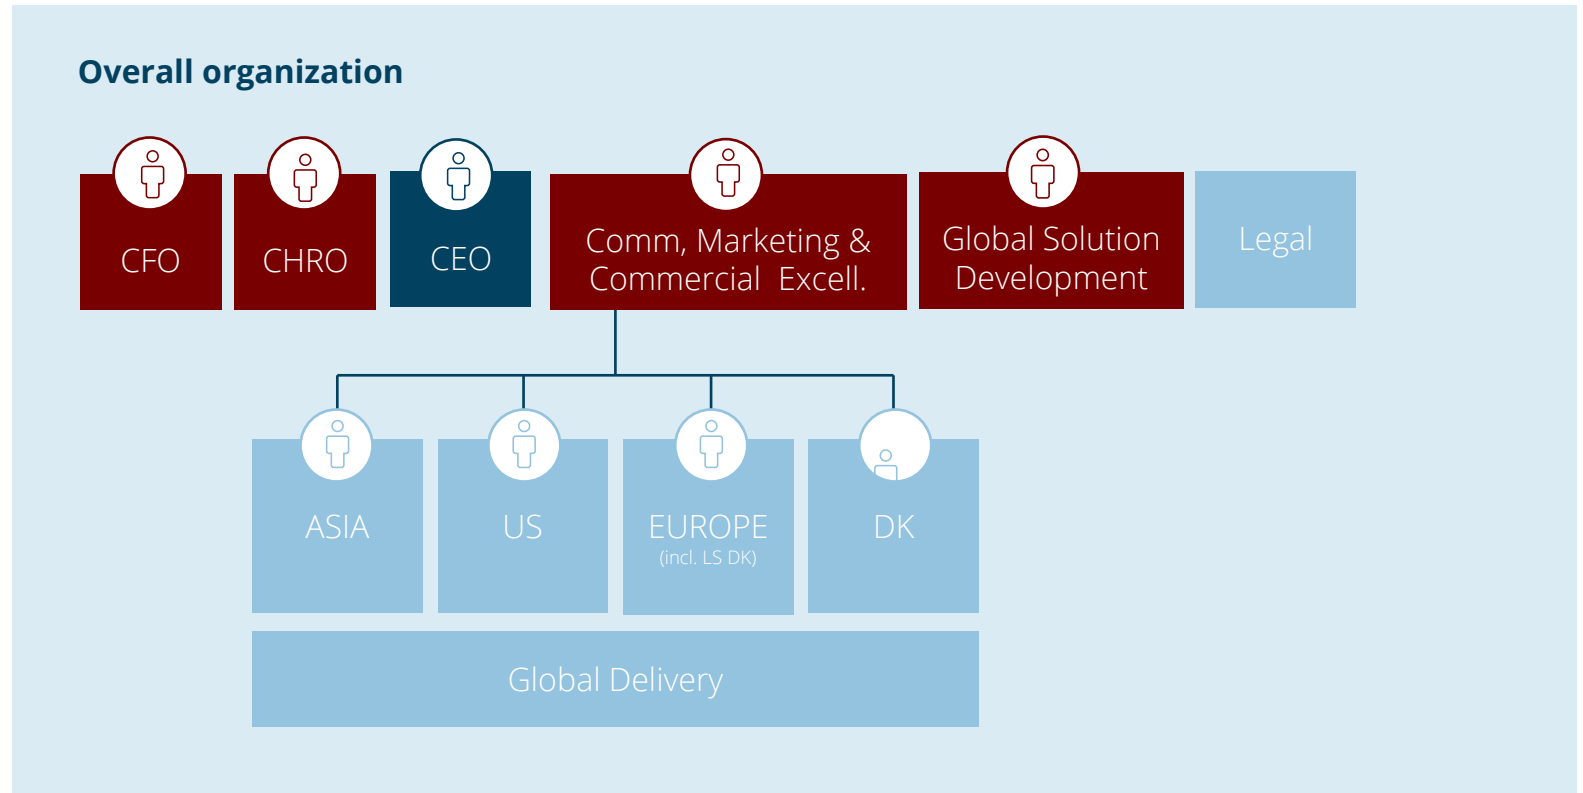 Overall organization
CFO
CHRO
CEO
Comm, Marketing &
Commercial Excell.
Global Solution
Development
Legal
ASIA
US
EUROPE
(incl. LS DK)
DK
Global Delivery